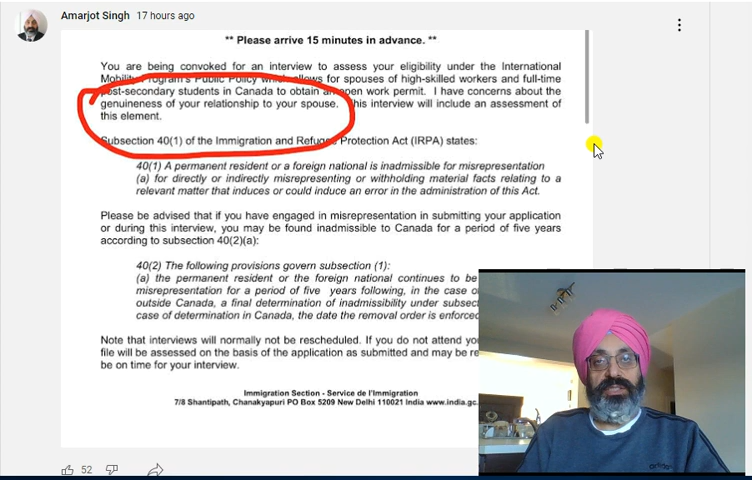 Amarjot Singh 17 hours ago
** Please arrive 15 minutes in advance. **
You are being convoked for an interview to assess your eligibility under the International
Mobility Program's Public Policy which allows for spouses of high-skilled workers and full-time
post-secondary students in Canada to obtain an open work permit. I have concerns about the
genuineness of your relationship to your spouse. This interview will include an assessment of
this element.
Subsection 40(1) of the Immigration and Refugee Protection Act (IRPA) states:
40(1) A permanent resident or a foreign national is inadmissible for misrepresentation
(a) for directly or indirectly misrepresenting or withholding material facts relating to a
relevant matter that induces or could induce an error in the administration of this Act.
Please be advised that if you have engaged in misrepresentation in submitting your application
or during this interview, you may be found inadmissible to Canada for a period of five years
according to subsection 40(2)(a):
40(2) The following provisions govern subsection (1):
(a) the permanent resident or the foreign national continues to be
misrepresentation for a period of five years following, in the case o
outside Canada, a final determination of inadmissibility under subsect
case of determination in Canada, the date the removal order is enforced
Note that interviews will normally not be rescheduled. If you do not attend yo
file will be assessed on the basis of the application as submitted and may be re
be on time for your interview.
Immigration Section - Service de l'Immigration
7/8 Shantipath, Chanakyapuri PO Box 5209 New Delhi 110021 India www.india.gc.
52